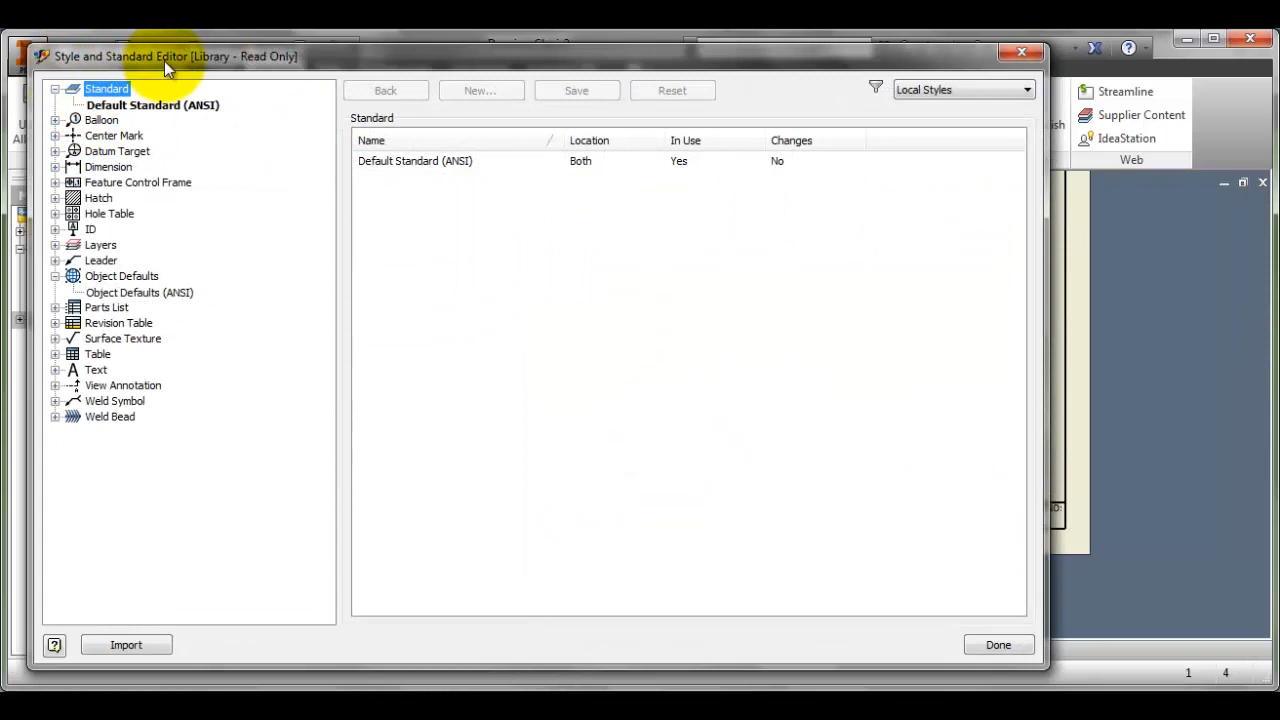 Style and Standard Editor [Library - Read Only]
Standard
Default Standard (ANSI)
Balloon
Center Mark
Datum Target
Dimension
Feature Control Frame
Hatch
Hole Table
ID
Layers
Leader
Object Defaults
Object Defaults (ANSI)
Parts List
Revision Table
Surface Texture
Table
Text
View Annotation
Weld Symbol
Weld Bead
Import
Back New... Save Reset Local Styles
Standard
Name Location In Use Changes
Default Standard (ANSI) Both Yes No
Done
Streamline
Supplier Content
IdeaStation
Web
1 4